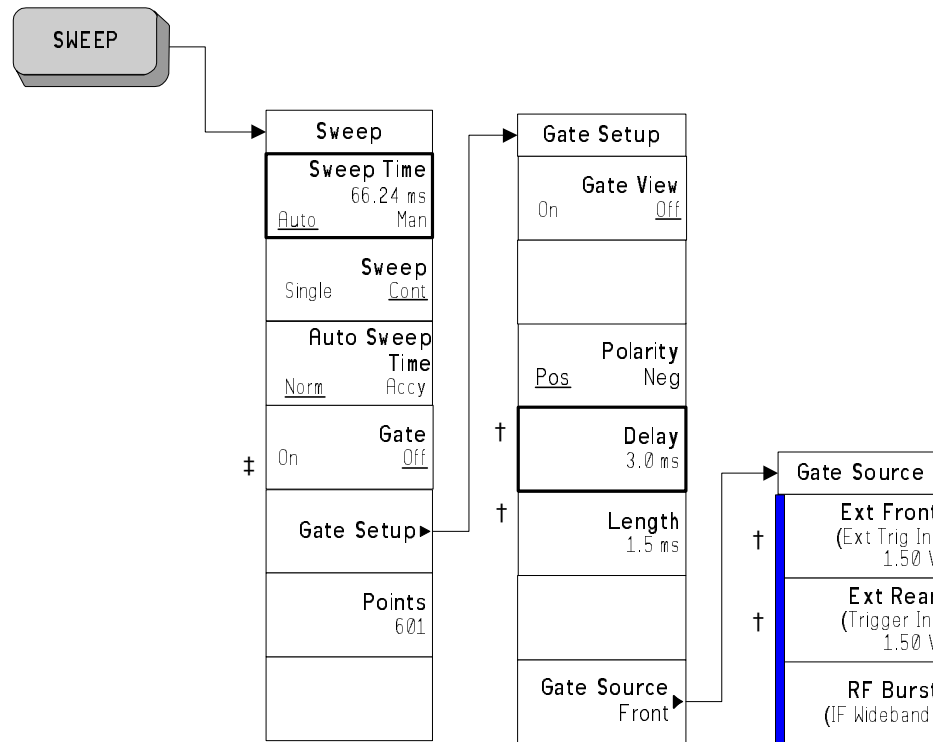 SWEEP
Sweep
Sweep Time
66.24 ms
Auto Man
Sweep
Single Cont
Auto Sweep
Time
Norm Accy
‡
Gate
On Off
Gate Setup
Points
601
Gate Setup
Gate View
On Off
Polarity
Pos Neg
†
Delay
3.0 ms
†
Length
1.5 ms
Gate Source
Front
Gate Source
†
Ext Front
(Ext Trig In
1.50 V
†
Ext Rear
(Trigger In
1.50 V
RF Burst
(IF Wideband